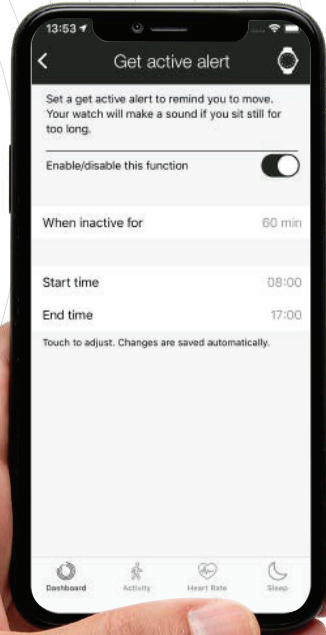 13:53
Get active alert
Set a get active alert to remind you to move.
Your watch will make a sound if you sit still for
too long.
Enable/disable this function
When inactive for 60 min
Start time 08:00
End time 17:00
Touch to adjust. Changes are saved automatically.
Dashboard Activity Heart Rate Sleep